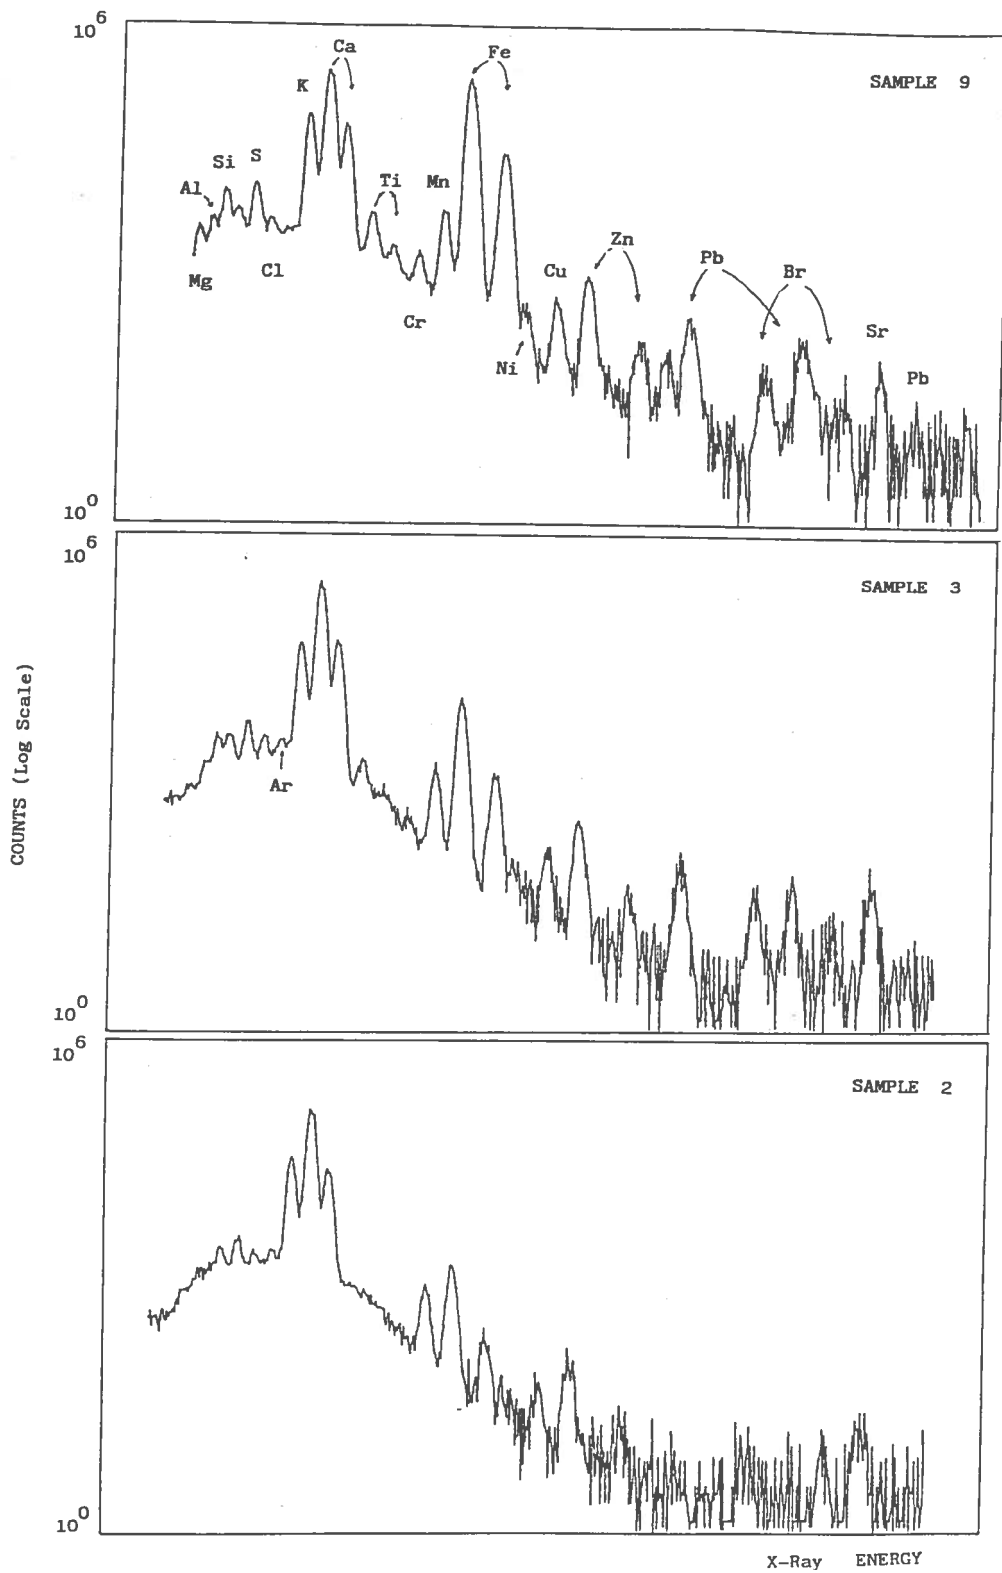 10^6
Ca
Fe
SAMPLE 9
K
Si
S
Al
Ti
Mn
Zn
Pb
Br
Mg
Cl
Cr
Cu
Ni
Sr
Pb
10^0
10^6
SAMPLE 3
Ar
COUNTS (Log Scale)
10^0
10^6
SAMPLE 2
10^0
X-Ray ENERGY